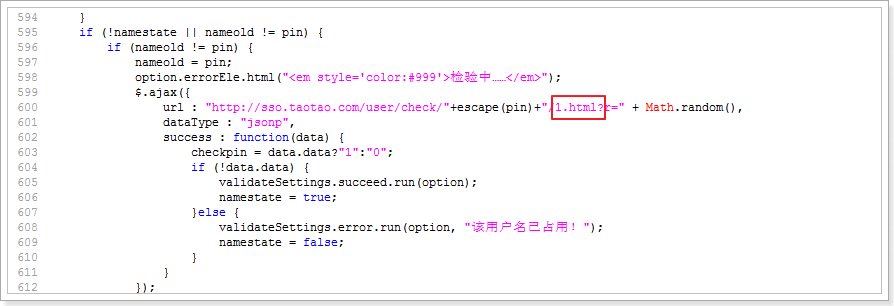 594     }
595     if (!namestate || nameold != pin) {
596         if (nameold != pin) {
597             nameold = pin;
598             option.errorEle.html("<em style='color:#999'>检验中……</em>");
599             $.ajax({
600                 url : "http://sso.taotao.com/user/check/"+escape(pin)+"/1.html?r=" + Math.random(),
601                 dataType : "jsonp",
602                 success : function(data) {
603                     checkpin = data.data?"1":"0";
604                     if (!data.data) {
605                         validateSettings.succeed.run(option);
606                         namestate = true;
607                     }else {
608                         validateSettings.error.run(option, "该用户名已占用！");
609                         namestate = false;
610                     }
611                 }
612             });